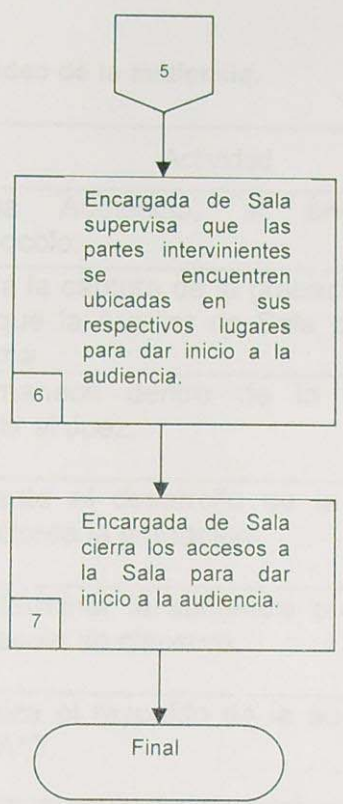 5
Encargada de Sala
supervisa que las
partes intervinientes
se encuentren
ubicadas en sus
respectivos lugares
para dar inicio a la
audiencia.
6
Encargada de Sala
cierra los accesos a
la Sala para dar
inicio a la audiencia.
7
Final